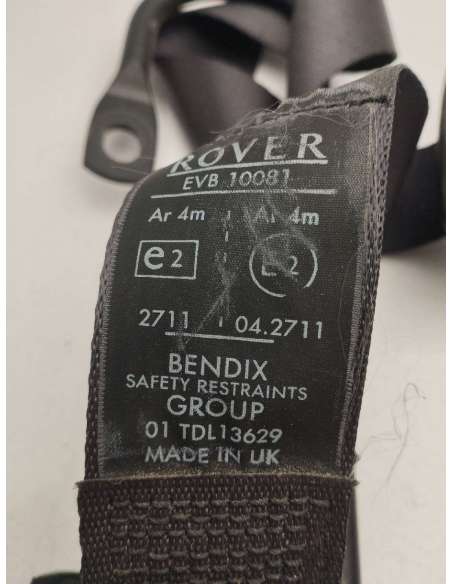 ROVER
EVB 10081
Ar 4m Ar 4m
e2 2
2711 04.2711
BENDIX
SAFETY RESTRAINTS
GROUP
01 TDL13629
MADE IN UK